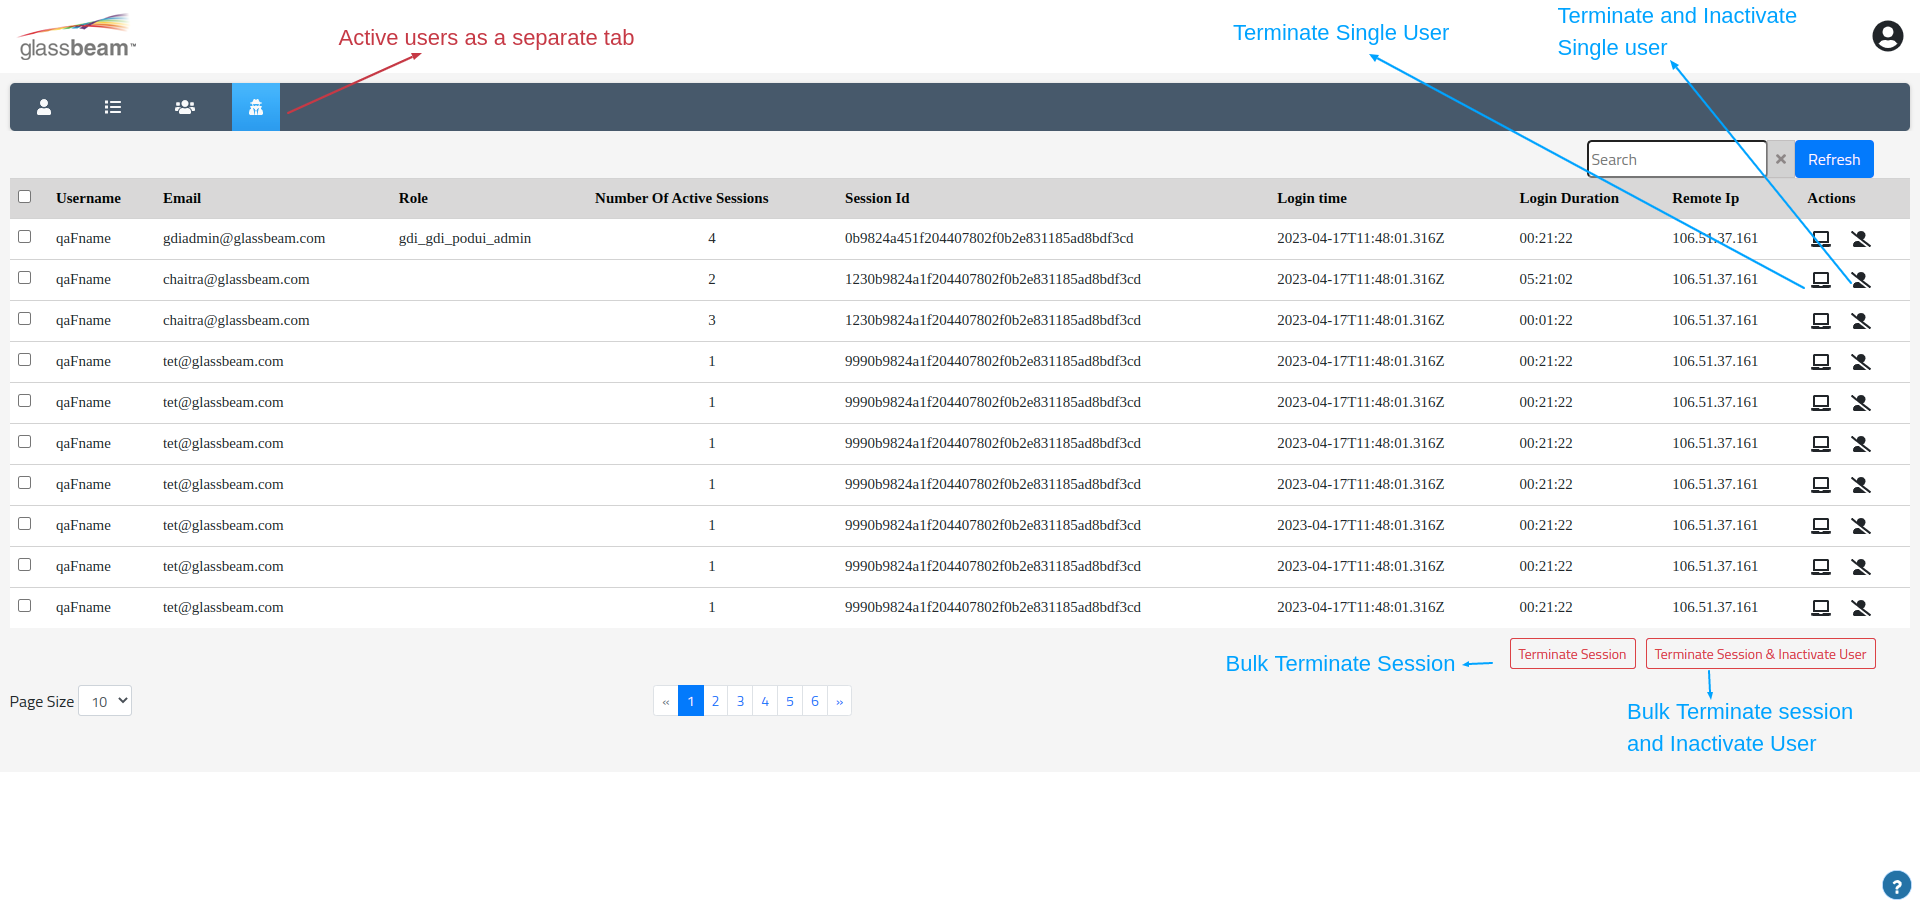 glassbeam™
Active users as a separate tab
Terminate Single User
Terminate and Inactivate
Single user
Search × Refresh
Username Email Role Number Of Active Sessions Session Id Login time Login Duration Remote Ip Actions
qaFname gdiadmin@glassbeam.com gdi_gdi_podui_admin 4 0b9824a451f204407802f0b2e831185ad8bdf3cd 2023-04-17T11:48:01.316Z 00:21:22 106.51.37.161
qaFname chaitra@glassbeam.com 2 1230b9824a1f204407802f0b2e831185ad8bdf3cd 2023-04-17T11:48:01.316Z 05:21:02 106.51.37.161
qaFname chaitra@glassbeam.com 3 1230b9824a1f204407802f0b2e831185ad8bdf3cd 2023-04-17T11:48:01.316Z 00:01:22 106.51.37.161
qaFname tet@glassbeam.com 1 9990b9824a1f204407802f0b2e831185ad8bdf3cd 2023-04-17T11:48:01.316Z 00:21:22 106.51.37.161
qaFname tet@glassbeam.com 1 9990b9824a1f204407802f0b2e831185ad8bdf3cd 2023-04-17T11:48:01.316Z 00:21:22 106.51.37.161
qaFname tet@glassbeam.com 1 9990b9824a1f204407802f0b2e831185ad8bdf3cd 2023-04-17T11:48:01.316Z 00:21:22 106.51.37.161
qaFname tet@glassbeam.com 1 9990b9824a1f204407802f0b2e831185ad8bdf3cd 2023-04-17T11:48:01.316Z 00:21:22 106.51.37.161
qaFname tet@glassbeam.com 1 9990b9824a1f204407802f0b2e831185ad8bdf3cd 2023-04-17T11:48:01.316Z 00:21:22 106.51.37.161
qaFname tet@glassbeam.com 1 9990b9824a1f204407802f0b2e831185ad8bdf3cd 2023-04-17T11:48:01.316Z 00:21:22 106.51.37.161
qaFname tet@glassbeam.com 1 9990b9824a1f204407802f0b2e831185ad8bdf3cd 2023-04-17T11:48:01.316Z 00:21:22 106.51.37.161
Bulk Terminate Session
Terminate Session Terminate Session & Inactivate User
Page Size 10 « 1 2 3 4 5 6 »
Bulk Terminate session
and Inactivate User
?